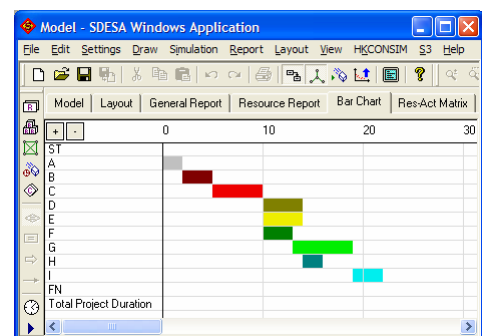 Model - SDESA Windows Application
File Edit Settings Draw Simulation Report Layout View HKCONSIM S3 Help
Model Layout General Report Resource Report Bar Chart Res-Act Matrix
+ - 0 10 20 30
ST
A
B
C
D
E
F
G
H
I
FN
Total Project Duration